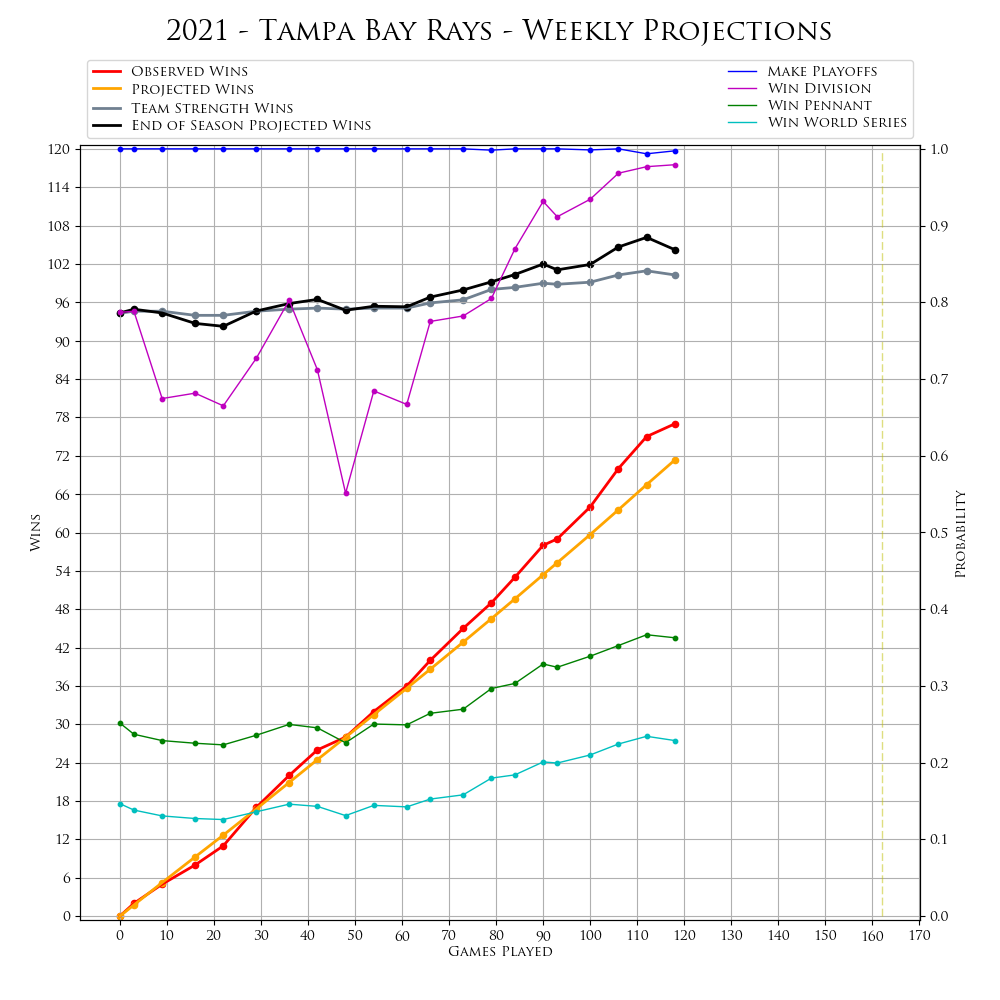 2021 - Tampa Bay Rays - Weekly Projections
Observed Wins
Projected Wins
Team Strength Wins
End of Season Projected Wins
Make Playoffs
Win Division
Win Pennant
Win World Series
120
114
108
102
96
90
84
78
72
66
60
54
48
42
36
30
24
18
12
6
0
Wins
1.0
0.9
0.8
0.7
0.6
0.5
0.4
0.3
0.2
0.1
0.0
Probability
0 10 20 30 40 50 60 70 80 90 100 110 120 130 140 150 160 170
Games Played